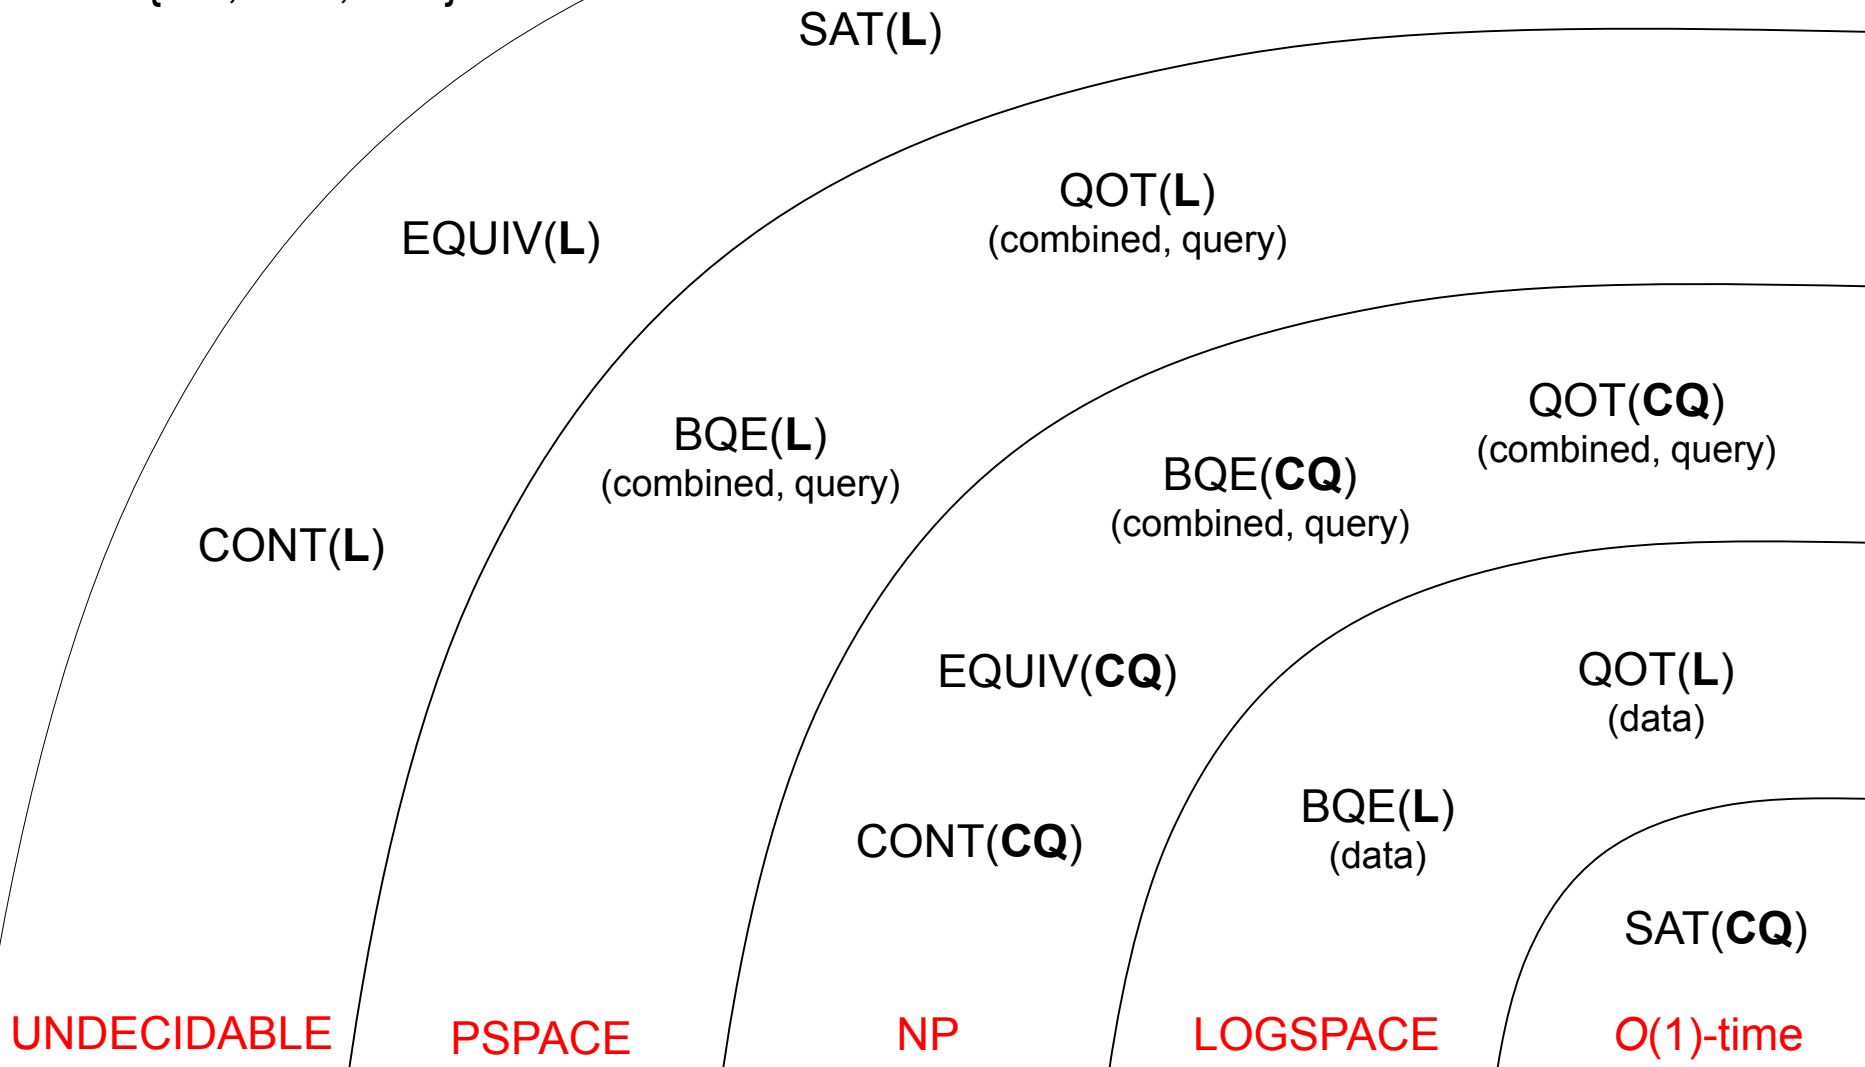 SAT(L)
QOT(L)
(combined, query)
EQUIV(L)
QOT(CQ)
(combined, query)
BQE(L)
(combined, query)
BQE(CQ)
(combined, query)
CONT(L)
EQUIV(CQ)
QOT(L)
(data)
BQE(L)
(data)
CONT(CQ)
SAT(CQ)
UNDECIDABLE
PSPACE
NP
LOGSPACE
O(1)-time